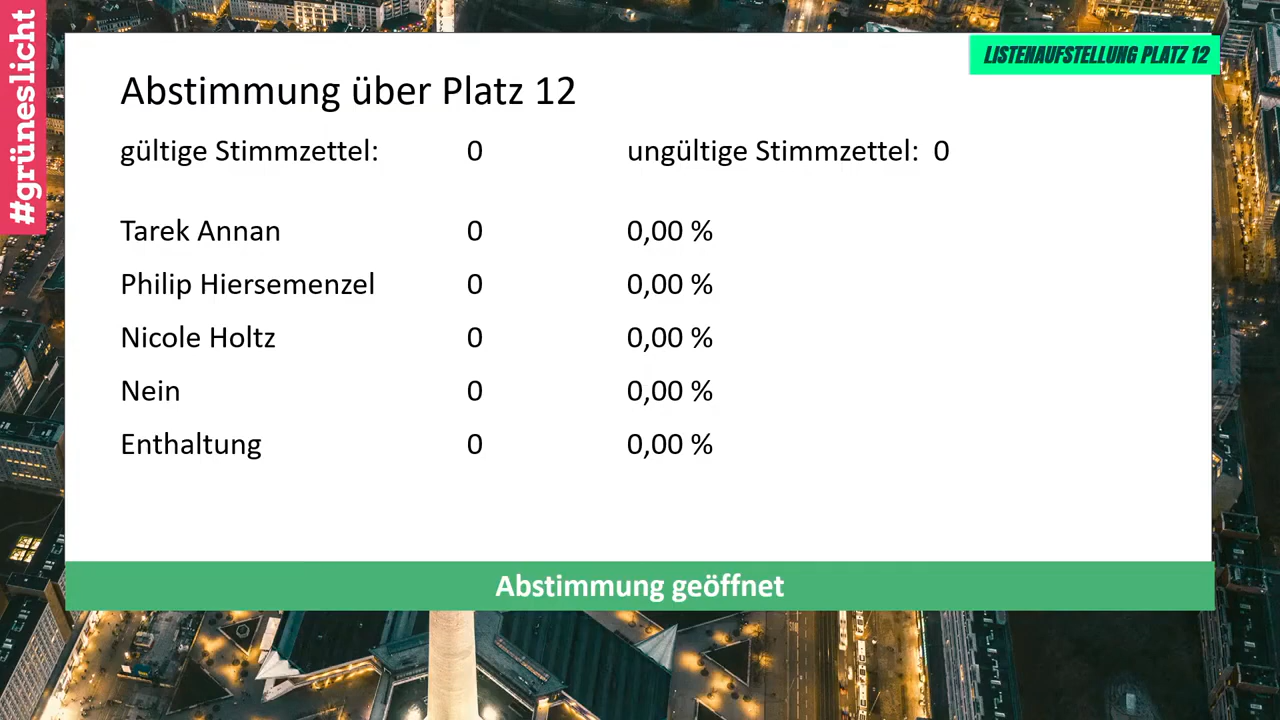 #grüneslicht
LISTENAUFSTELLUNG PLATZ 12
Abstimmung über Platz 12
gültige Stimmzettel: 0 ungültige Stimmzettel: 0
Tarek Annan 0 0,00 %
Philip Hiersemenzel 0 0,00 %
Nicole Holtz 0 0,00 %
Nein 0 0,00 %
Enthaltung 0 0,00 %
Abstimmung geöffnet